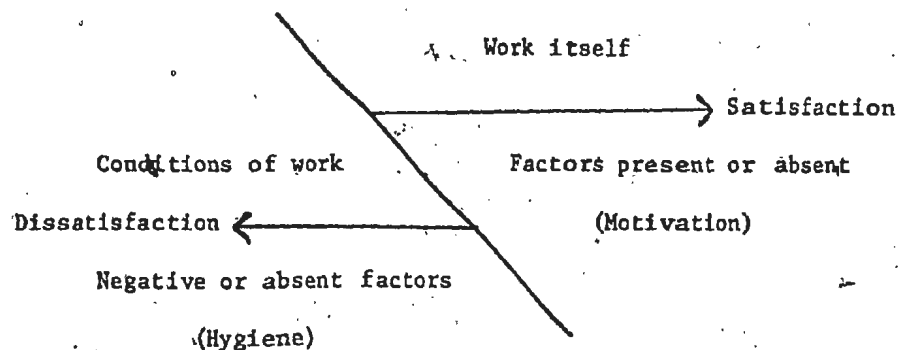 Work itself
Satisfaction
Conditions of work
Factors present or absent
Dissatisfaction
(Motivation)
Negative or absent factors
(Hygiene)